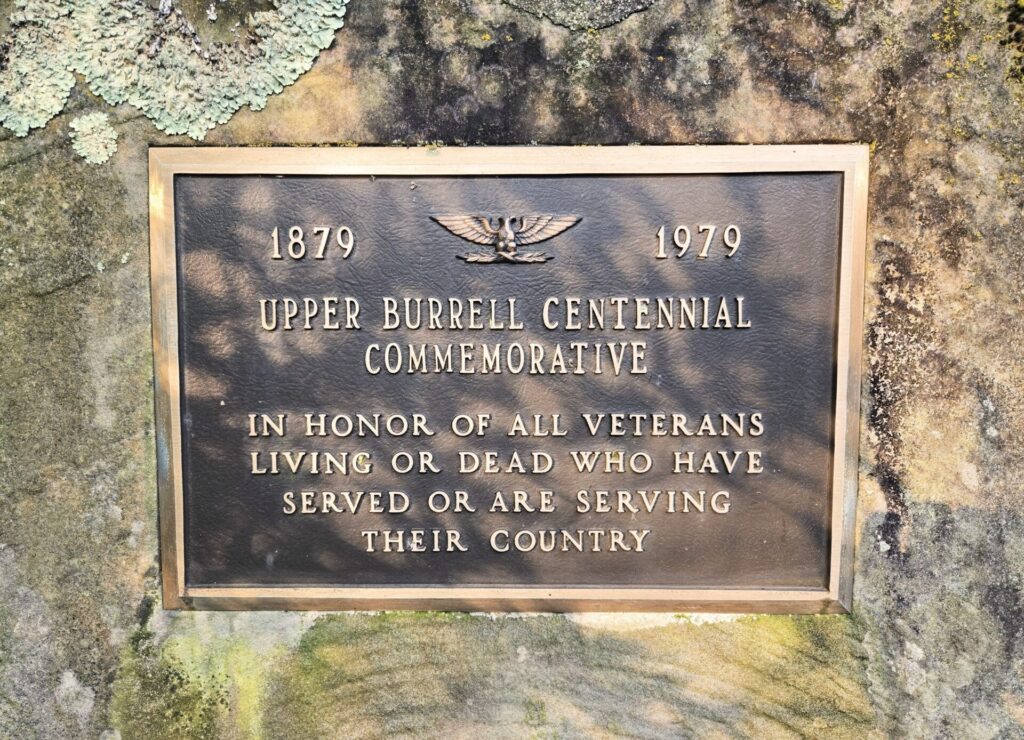 1879 1979
UPPER BURRELL CENTENNIAL
COMMEMORATIVE
IN HONOR OF ALL VETERANS
LIVING OR DEAD WHO HAVE
SERVED OR ARE SERVING
THEIR COUNTRY